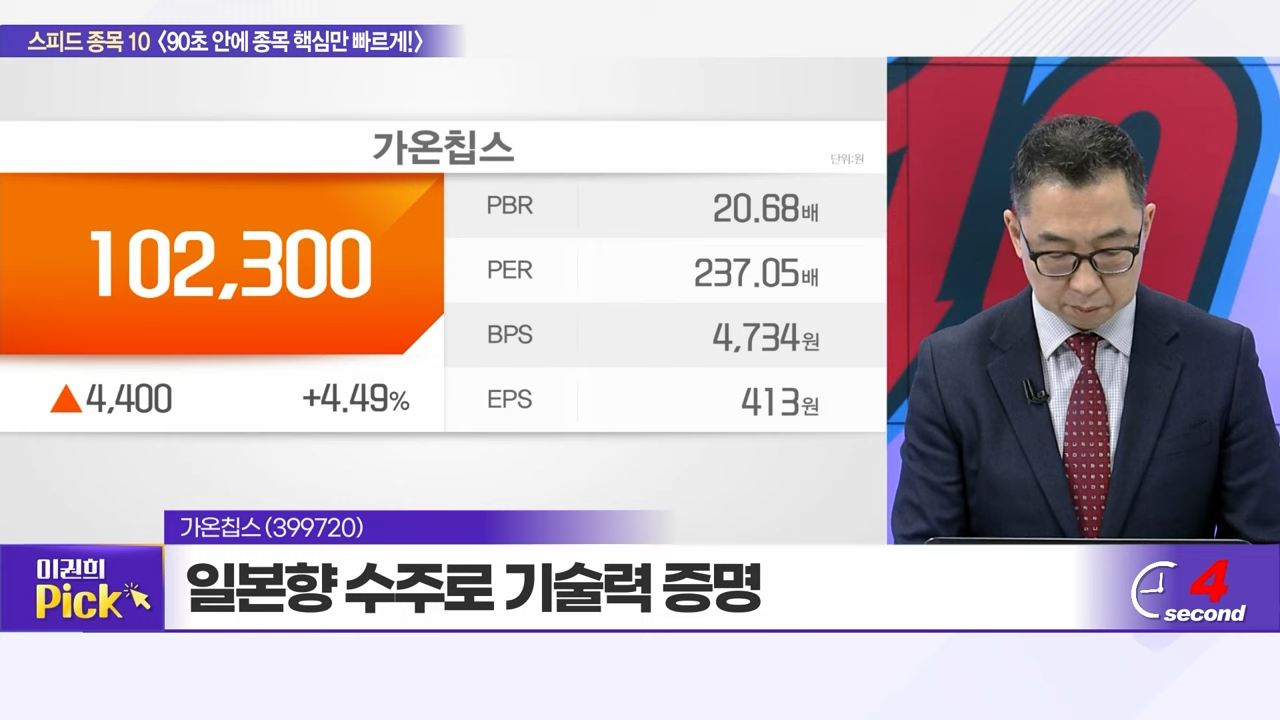 스피드 종목 10 〈90초 안에 종목 핵심만 빠르게!〉
가온칩스
단위:원
102,300
▲4,400 +4.49%
PBR 20.68배
PER 237.05배
BPS 4,734원
EPS 413원
가온칩스 (399720)
이권희
Pick
일본향 수주로 기술력 증명
4
second